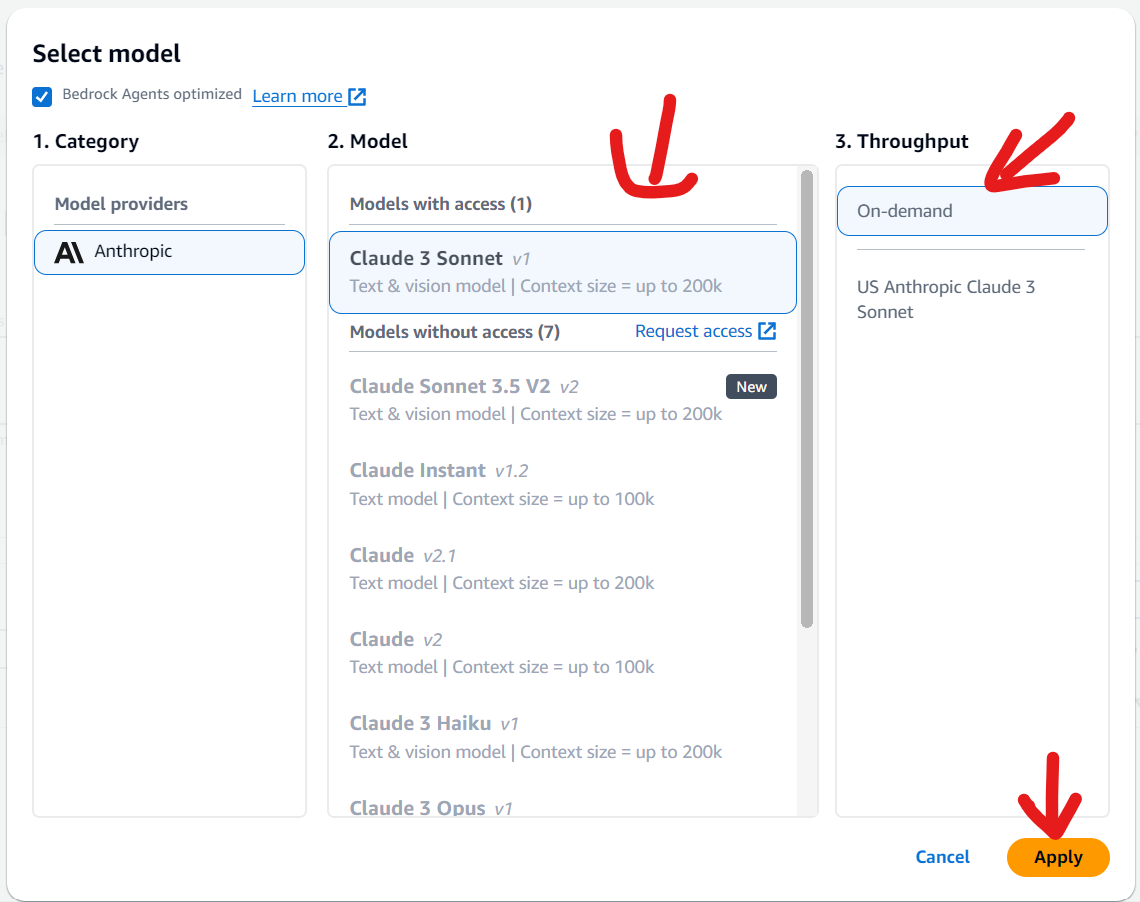 Select model
Bedrock Agents optimized Learn more
1. Category
Model providers
Anthropic
2. Model
Models with access (1)
Claude 3 Sonnet v1
Text & vision model | Context size = up to 200k
Models without access (7) Request access
Claude Sonnet 3.5 V2 v2 New
Text & vision model | Context size = up to 200k
Claude Instant v1.2
Text model | Context size = up to 100k
Claude v2.1
Text model | Context size = up to 200k
Claude v2
Text model | Context size = up to 100k
Claude 3 Haiku v1
Text & vision model | Context size = up to 200k
Claude 3 Opus v1
3. Throughput
On-demand
US Anthropic Claude 3
Sonnet
Cancel Apply